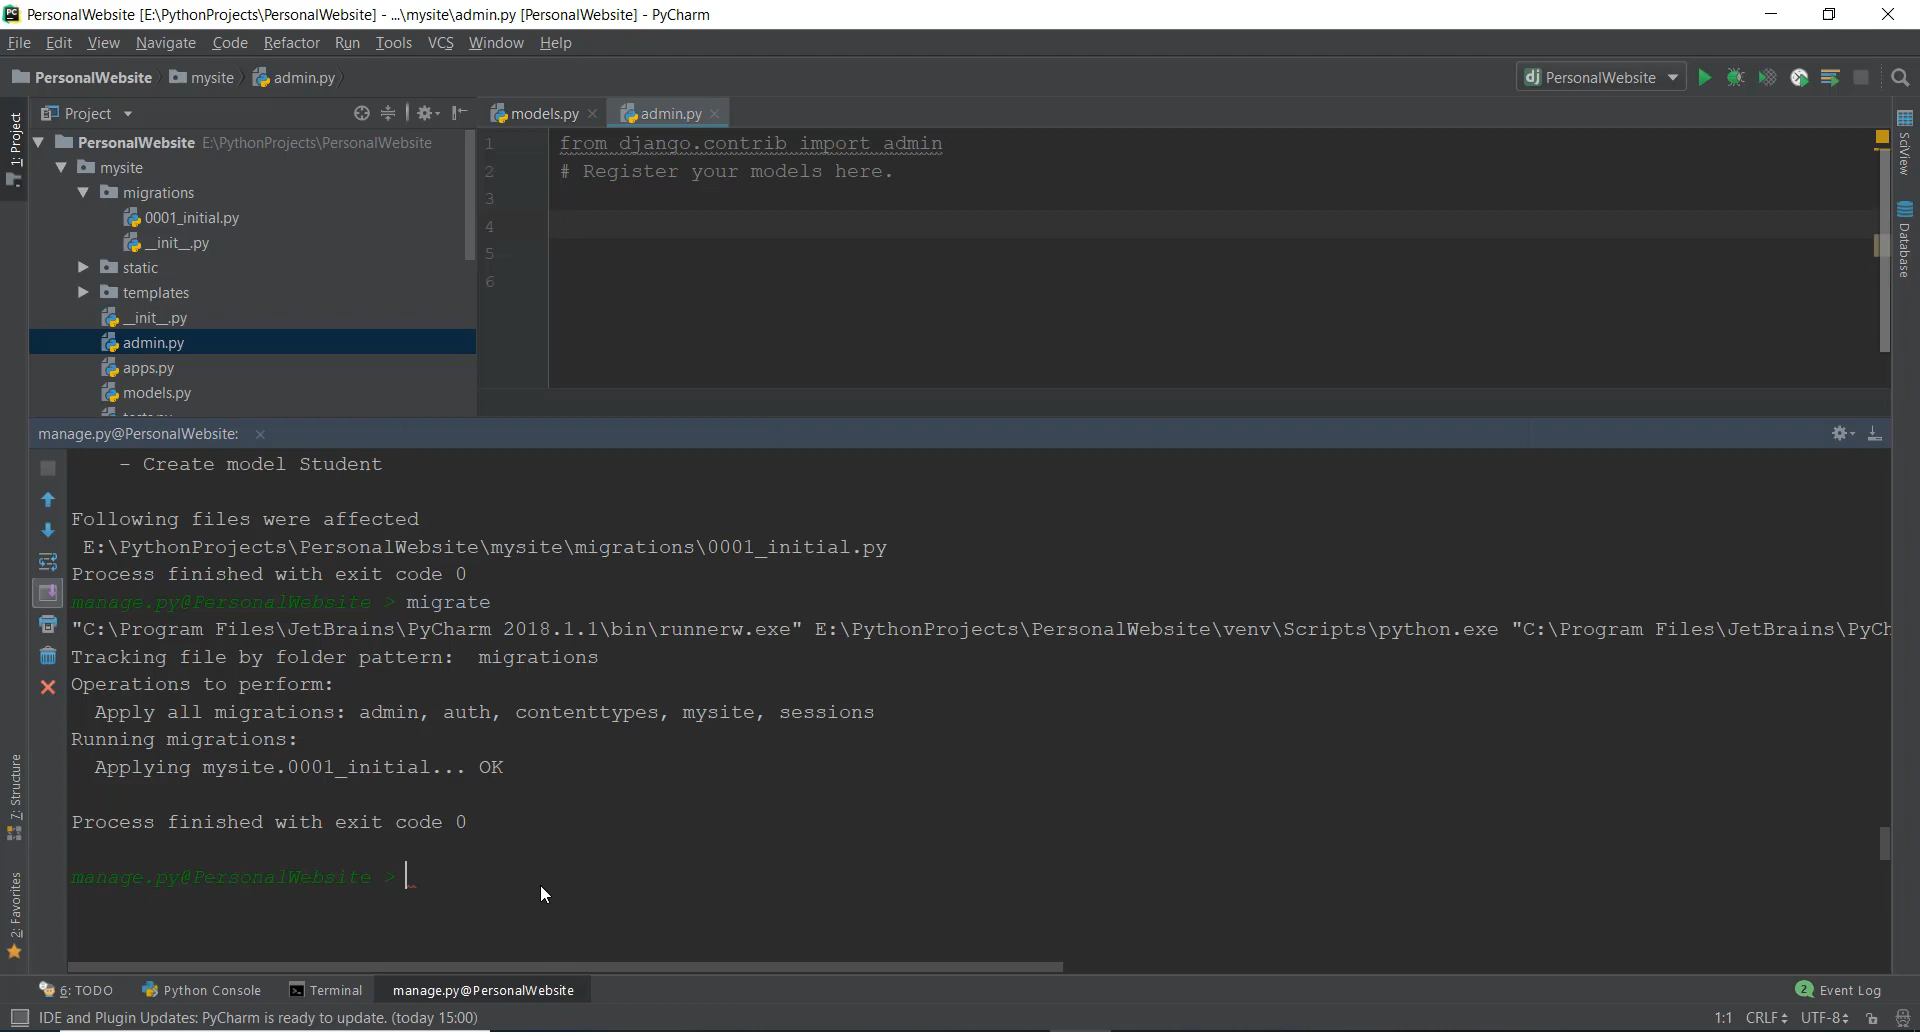 PersonalWebsite [E:\PythonProjects\PersonalWebsite] - ...\mysite\admin.py [PersonalWebsite] - PyCharm
File Edit View Navigate Code Refactor Run Tools VCS Window Help
PersonalWebsite mysite admin.py
dj PersonalWebsite
1: Project
Project
models.py admin.py
PersonalWebsite E:\PythonProjects\PersonalWebsite
mysite
migrations
0001_initial.py
__init__.py
static
templates
__init__.py
admin.py
apps.py
models.py
1 from django.contrib import admin
2 # Register your models here.
3
4
5
6
SciView
Database
manage.py@PersonalWebsite:
- Create model Student
Following files were affected
E:\PythonProjects\PersonalWebsite\mysite\migrations\0001_initial.py
Process finished with exit code 0
manage.py@PersonalWebsite > migrate
"C:\Program Files\JetBrains\PyCharm 2018.1.1\bin\runnerw.exe" E:\PythonProjects\PersonalWebsite\venv\Scripts\python.exe "C:\Program Files\JetBrains\PyCh
Tracking file by folder pattern: migrations
Operations to perform:
Apply all migrations: admin, auth, contenttypes, mysite, sessions
Running migrations:
Applying mysite.0001_initial... OK
Process finished with exit code 0
manage.py@PersonalWebsite >
7: Structure
2: Favorites
6: TODO Python Console Terminal manage.py@PersonalWebsite 2 Event Log
IDE and Plugin Updates: PyCharm is ready to update. (today 15:00) 1:1 CRLF UTF-8